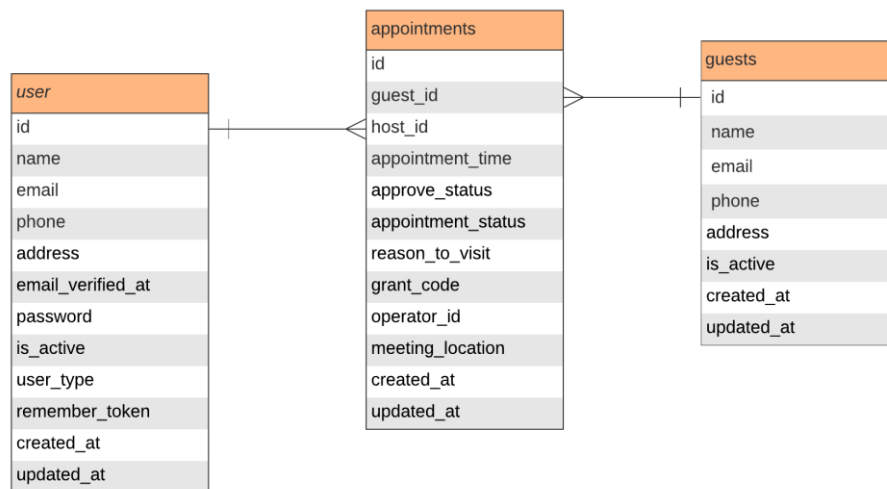 user
id
name
email
phone
address
email_verified_at
password
is_active
user_type
remember_token
created_at
updated_at
appointments
id
guest_id
host_id
appointment_time
approve_status
appointment_status
reason_to_visit
grant_code
operator_id
meeting_location
created_at
updated_at
guests
id
name
email
phone
address
is_active
created_at
updated_at